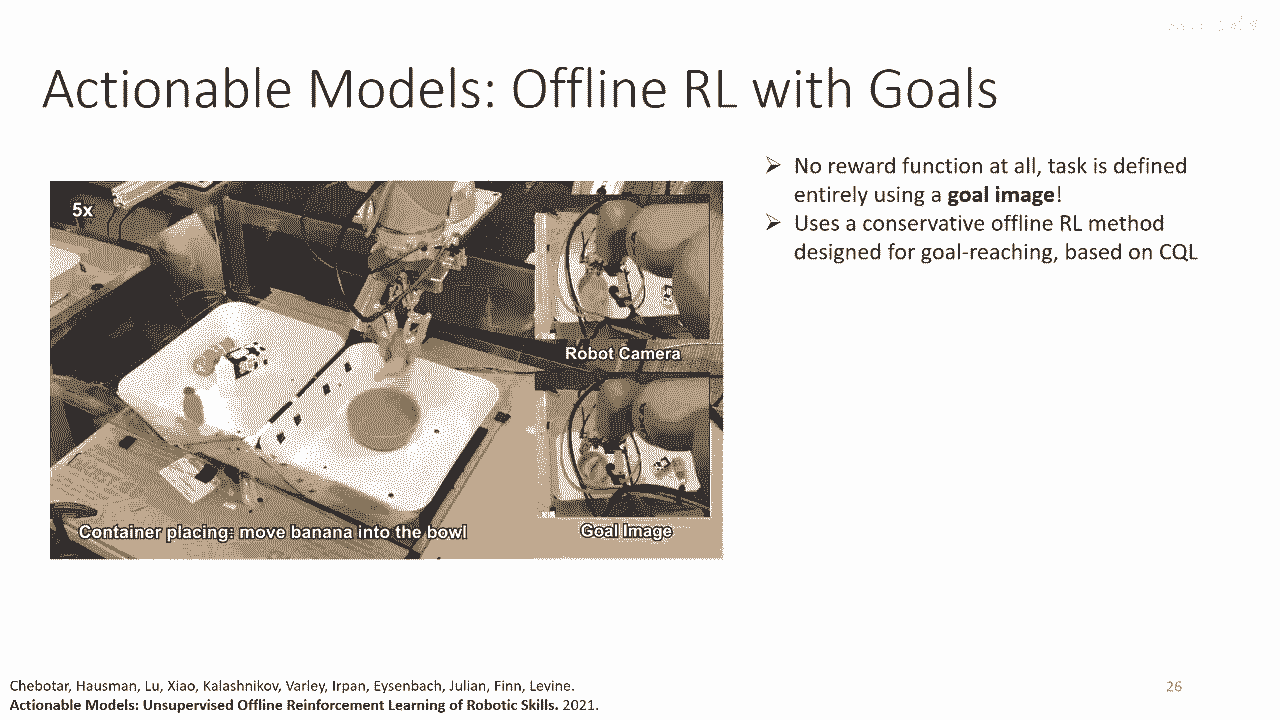 Actionable Models: Offline RL with Goals
5x
Robot Camera
Container placing: move banana into the bowl
Goal Image
➢ No reward function at all, task is defined
entirely using a goal image!
➢ Uses a conservative offline RL method
designed for goal-reaching, based on CQL
Chebotar, Hausman, Lu, Xiao, Kalashnikov, Varley, Irpan, Eysenbach, Julian, Finn, Levine.
Actionable Models: Unsupervised Offline Reinforcement Learning of Robotic Skills. 2021.
26